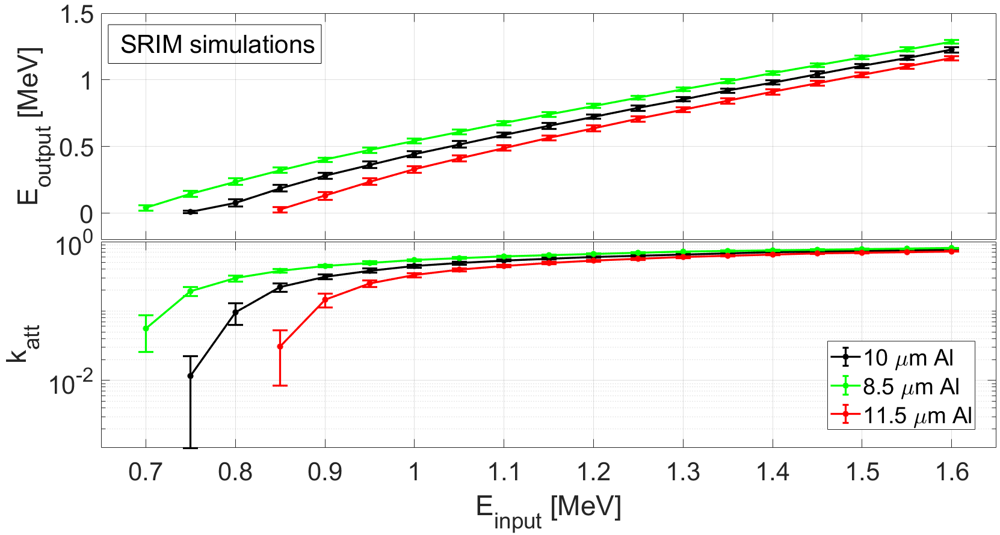 SRIM simulations
E_output [MeV]
1.5
1
0.5
0
k_att
10^0
10^-2
10 μm Al
8.5 μm Al
11.5 μm Al
0.7 0.8 0.9 1 1.1 1.2 1.3 1.4 1.5 1.6
E_input [MeV]